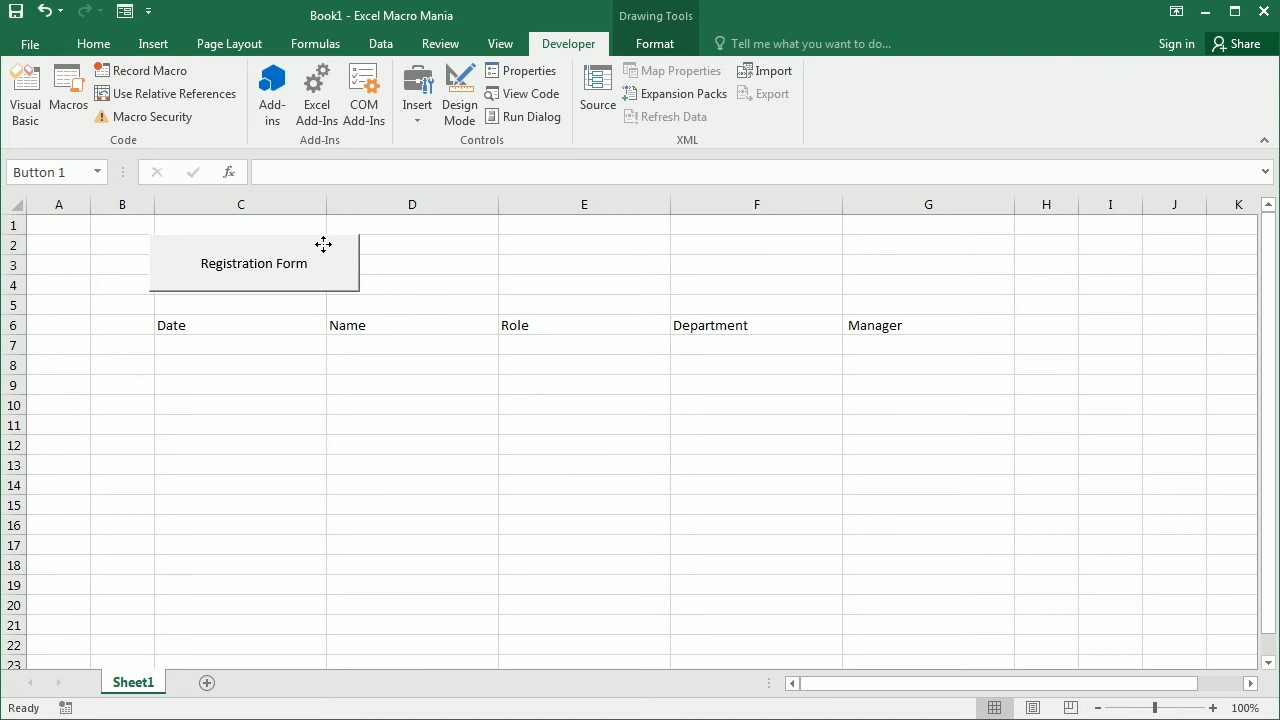 Book1 - Excel Macro Mania
Drawing Tools
File Home Insert Page Layout Formulas Data Review View Developer Format Tell me what you want to do... Sign in Share
Visual Basic
Macros
Record Macro
Use Relative References
Macro Security
Code
Add-ins
Excel Add-Ins
COM Add-Ins
Add-Ins
Insert
Design Mode
Properties
View Code
Run Dialog
Controls
Source
Map Properties
Expansion Packs
Refresh Data
Import
Export
XML
Button 1 fx
A B C D E F G H I J K
1
2
3 Registration Form
4
5
6 Date Name Role Department Manager
7
8
9
10
11
12
13
14
15
16
17
18
19
20
21
22
23
Sheet1
Ready 100%